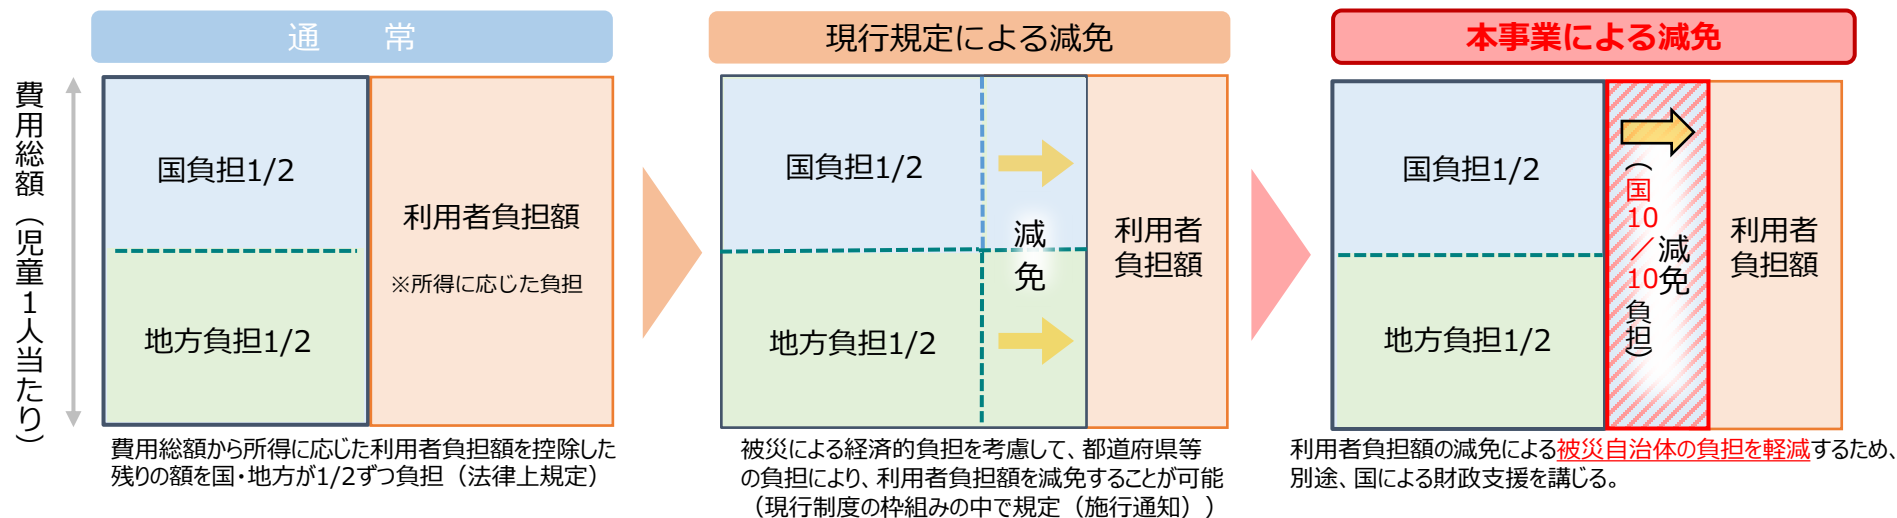 通　常
費用総額（児童１人当たり）
国負担1/2
地方負担1/2
利用者負担額
※所得に応じた負担
費用総額から所得に応じた利用者負担額を控除した
残りの額を国・地方が1/2ずつ負担（法律上規定）
現行規定による減免
国負担1/2
地方負担1/2
減免
利用者
負担額
被災による経済的負担を考慮して、都道府県等
の負担により、利用者負担額を減免することが可能
（現行制度の枠組みの中で規定（施行通知））
本事業による減免
国負担1/2
地方負担1/2
減免
（国10／10負担）
利用者
負担額
利用者負担額の減免による被災自治体の負担を軽減するため、
別途、国による財政支援を講じる。